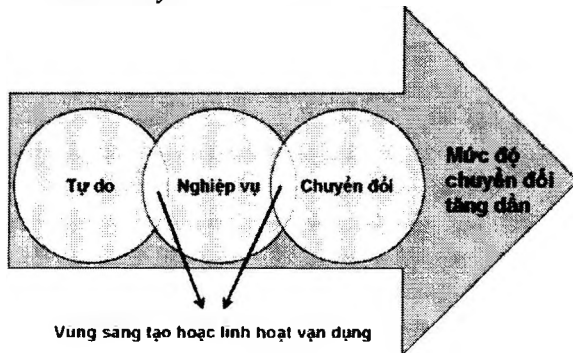 Tự do
Nghiệp vụ
Chuyển đổi
Mức độ
chuyển đổi
tăng dần
Vung sang tạo hoặc linh hoạt vạn dụng